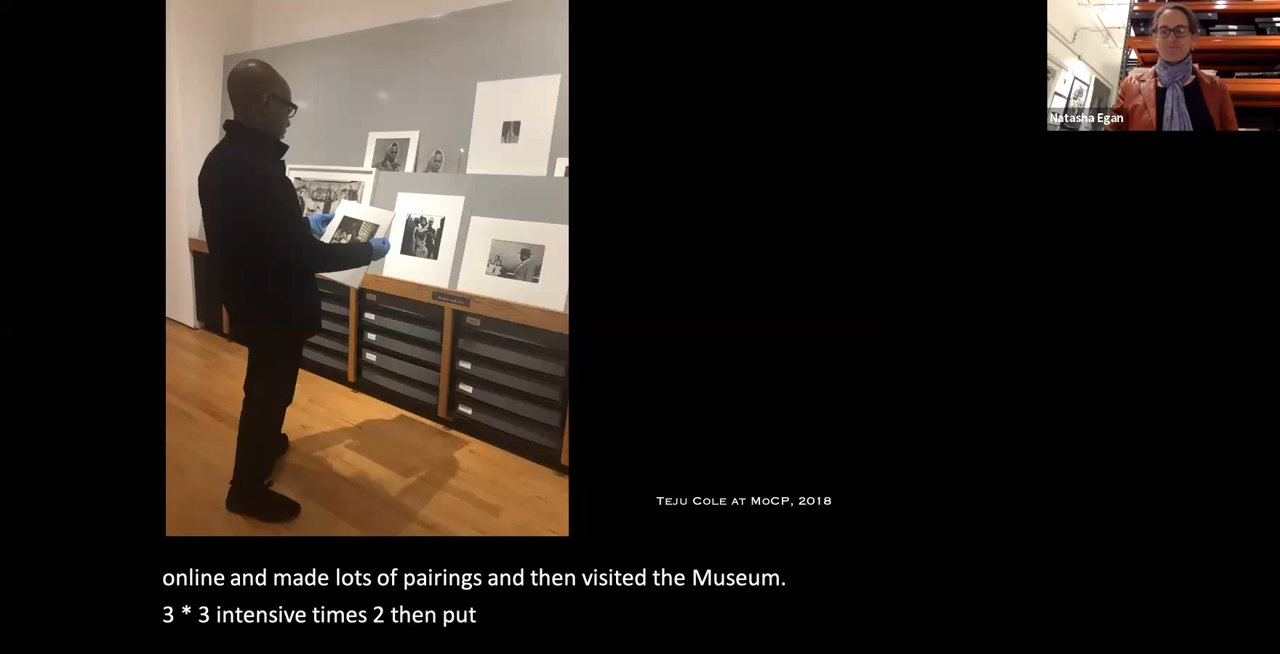 Natasha Egan
Teju Cole at MoCP, 2018
online and made lots of pairings and then visited the Museum.
3 * 3 intensive times 2 then put